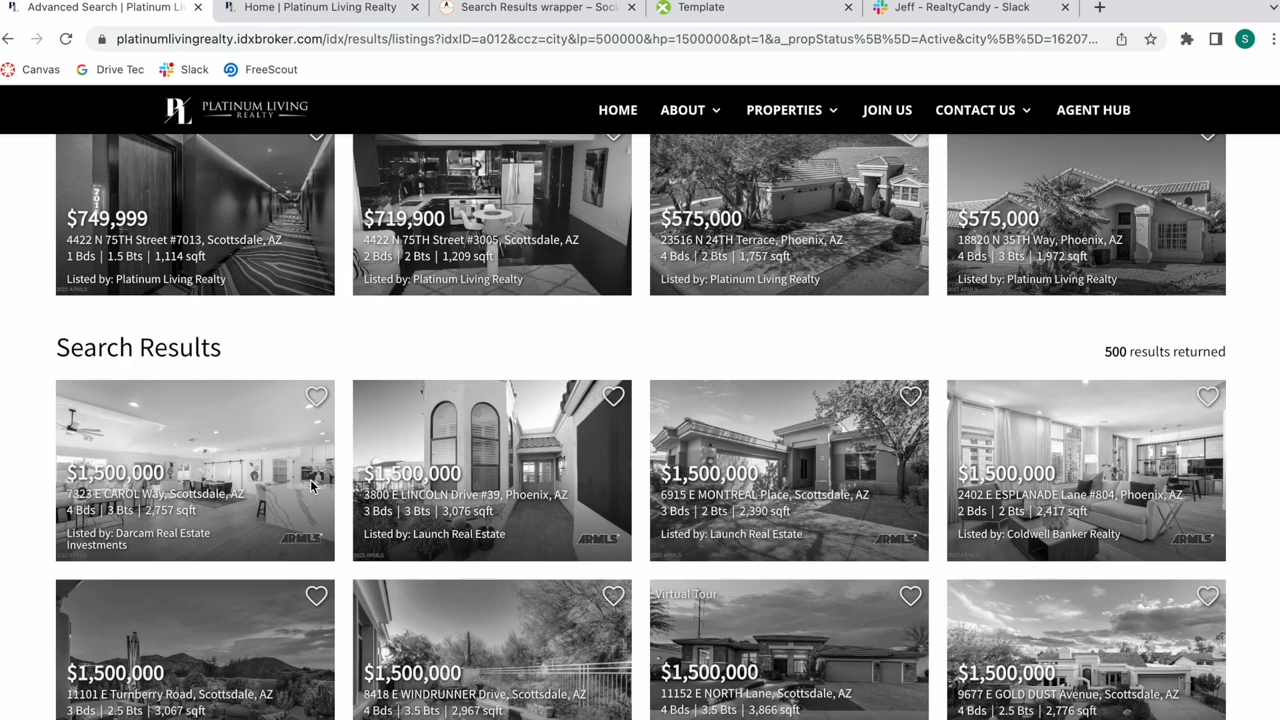 Advanced Search | Platinum Liv
Home | Platinum Living Realty
Search Results wrapper – Soci
Template
Jeff - RealtyCandy - Slack
platinumlivingrealty.idxbroker.com/idx/results/listings?idxID=a012&ccz=city&lp=500000&hp=1500000&pt=1&a_propStatus%5B%5D=Active&city%5B%5D=16207...
S
Canvas
Drive Tec
Slack
FreeScout
PL PLATINUM LIVING
REALTY
HOME
ABOUT
PROPERTIES
JOIN US
CONTACT US
AGENT HUB
$749,999
4422 N 75TH Street #7013, Scottsdale, AZ
1 Bds | 1.5 Bts | 1,114 sqft
Listed by: Platinum Living Realty
2022 ARMLS
$719,900
4422 N 75TH Street #3005, Scottsdale, AZ
2 Bds | 2 Bts | 1,209 sqft
Listed by: Platinum Living Realty
$575,000
23516 N 24TH Terrace, Phoenix, AZ
4 Bds | 2 Bts | 1,757 sqft
Listed by: Platinum Living Realty
$575,000
18820 N 35TH Way, Phoenix, AZ
4 Bds | 3 Bts | 1,972 sqft
Listed by: Platinum Living Realty
2022 ARMLS
Search Results
500 results returned
$1,500,000
7323 E CAROL Way, Scottsdale, AZ
4 Bds | 3 Bts | 2,757 sqft
Listed by: Darcam Real Estate
Investments
ARMLS
$1,500,000
3800 E LINCOLN Drive #39, Phoenix, AZ
3 Bds | 3 Bts | 3,076 sqft
Listed by: Launch Real Estate
ARMLS
$1,500,000
6915 E MONTREAL Place, Scottsdale, AZ
3 Bds | 2 Bts | 2,390 sqft
Listed by: Launch Real Estate
ARMLS
$1,500,000
2402 E ESPLANADE Lane #804, Phoenix, AZ
2 Bds | 2 Bts | 2,417 sqft
Listed by: Coldwell Banker Realty
ARMLS
$1,500,000
11101 E Turnberry Road, Scottsdale, AZ
3 Bds | 2.5 Bts | 3,067 sqft
$1,500,000
8418 E WINDRUNNER Drive, Scottsdale, AZ
4 Bds | 3.5 Bts | 2,967 sqft
Virtual Tour
$1,500,000
11152 E NORTH Lane, Scottsdale, AZ
4 Bds | 3.5 Bts | 3,866 sqft
$1,500,000
9677 E GOLD DUST Avenue, Scottsdale, AZ
4 Bds | 2.5 Bts | 2,776 sqft